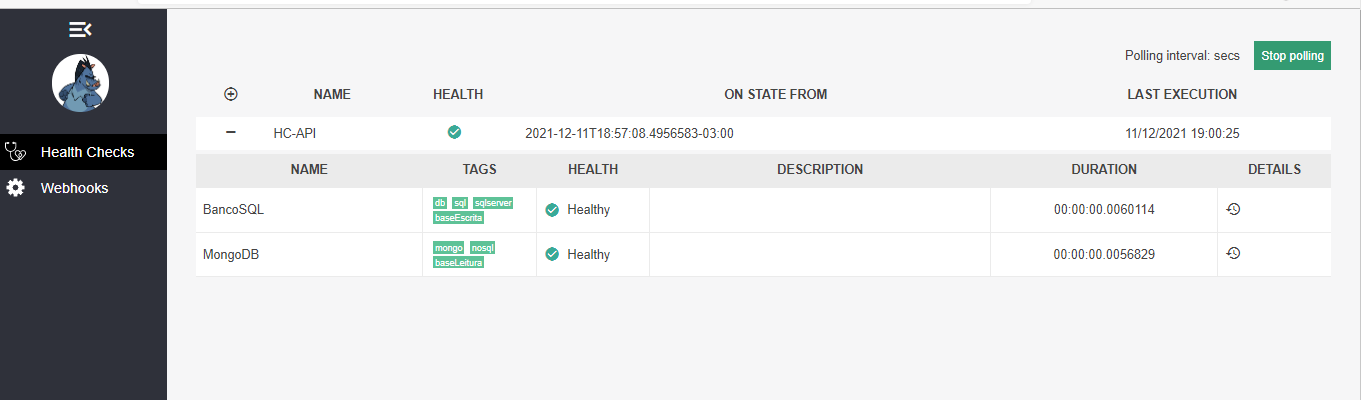 Polling interval: secs Stop polling
NAME HEALTH ON STATE FROM LAST EXECUTION
HC-API 2021-12-11T18:57:08.4956583-03:00 11/12/2021 19:00:25
Health Checks
Webhooks
NAME TAGS HEALTH DESCRIPTION DURATION DETAILS
BancoSQL db sql sqlserver Healthy 00:00:00.0060114
baseEscrita
MongoDB mongo nosql Healthy 00:00:00.0056829
baseLeitura